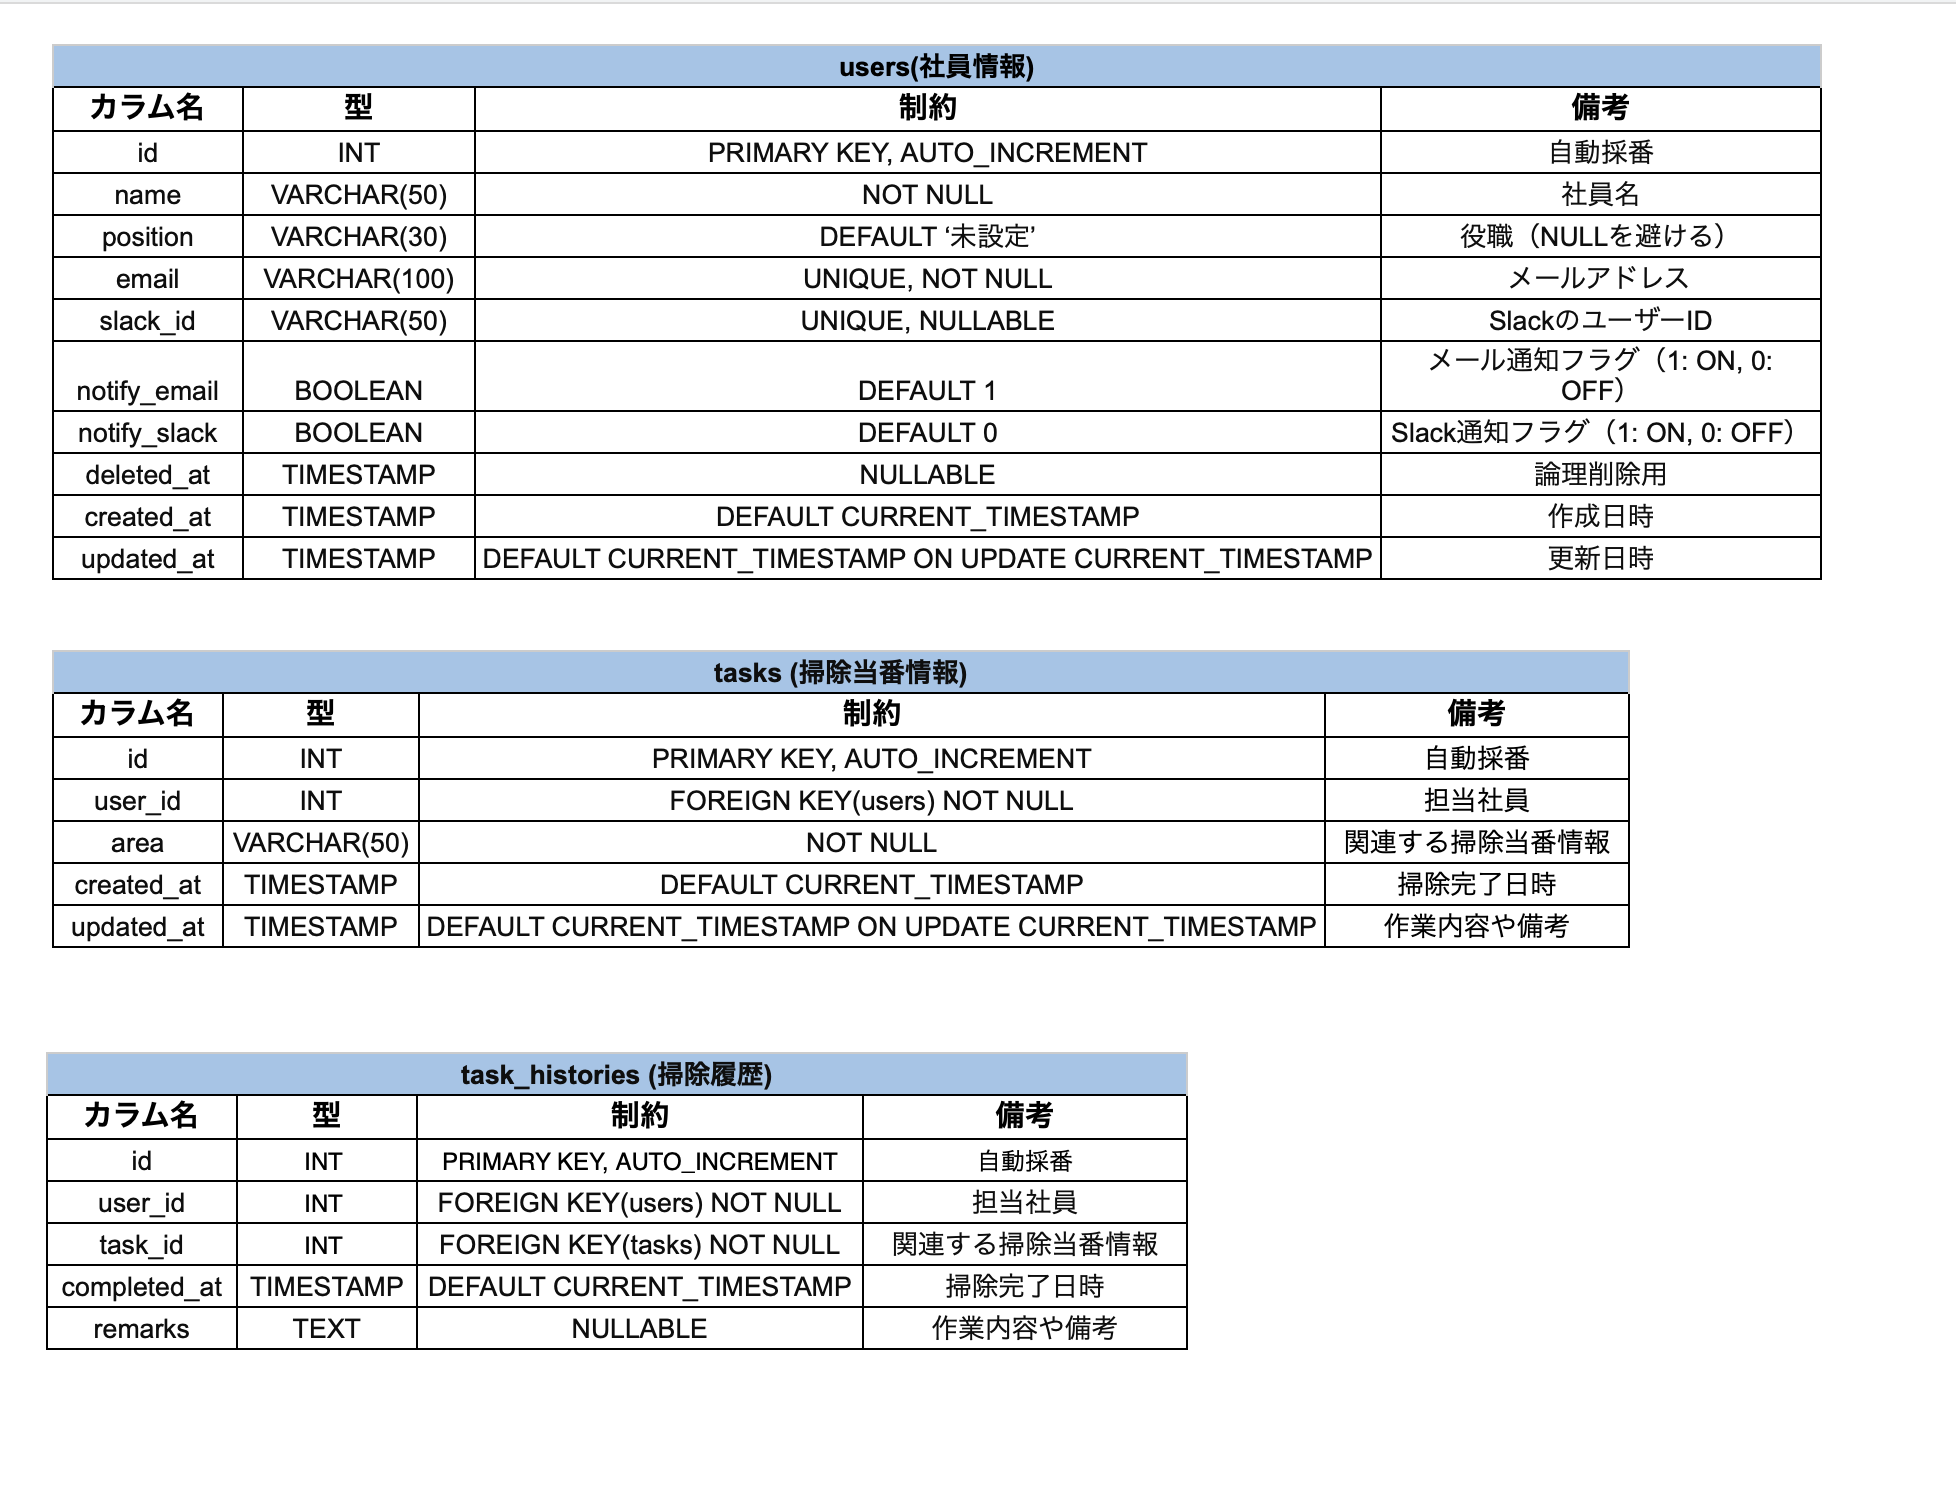 users(社員情報)
カラム名 型 制約 備考
id INT PRIMARY KEY, AUTO_INCREMENT 自動採番
name VARCHAR(50) NOT NULL 社員名
position VARCHAR(30) DEFAULT ‘未設定’ 役職（NULLを避ける）
email VARCHAR(100) UNIQUE, NOT NULL メールアドレス
slack_id VARCHAR(50) UNIQUE, NULLABLE SlackのユーザーID
notify_email BOOLEAN DEFAULT 1 メール通知フラグ（1: ON, 0:
OFF）
notify_slack BOOLEAN DEFAULT 0 Slack通知フラグ（1: ON, 0: OFF）
deleted_at TIMESTAMP NULLABLE 論理削除用
created_at TIMESTAMP DEFAULT CURRENT_TIMESTAMP 作成日時
updated_at TIMESTAMP DEFAULT CURRENT_TIMESTAMP ON UPDATE CURRENT_TIMESTAMP 更新日時
tasks (掃除当番情報)
カラム名 型 制約 備考
id INT PRIMARY KEY, AUTO_INCREMENT 自動採番
user_id INT FOREIGN KEY(users) NOT NULL 担当社員
area VARCHAR(50) NOT NULL 関連する掃除当番情報
created_at TIMESTAMP DEFAULT CURRENT_TIMESTAMP 掃除完了日時
updated_at TIMESTAMP DEFAULT CURRENT_TIMESTAMP ON UPDATE CURRENT_TIMESTAMP 作業内容や備考
task_histories (掃除履歴)
カラム名 型 制約 備考
id INT PRIMARY KEY, AUTO_INCREMENT 自動採番
user_id INT FOREIGN KEY(users) NOT NULL 担当社員
task_id INT FOREIGN KEY(tasks) NOT NULL 関連する掃除当番情報
completed_at TIMESTAMP DEFAULT CURRENT_TIMESTAMP 掃除完了日時
remarks TEXT NULLABLE 作業内容や備考